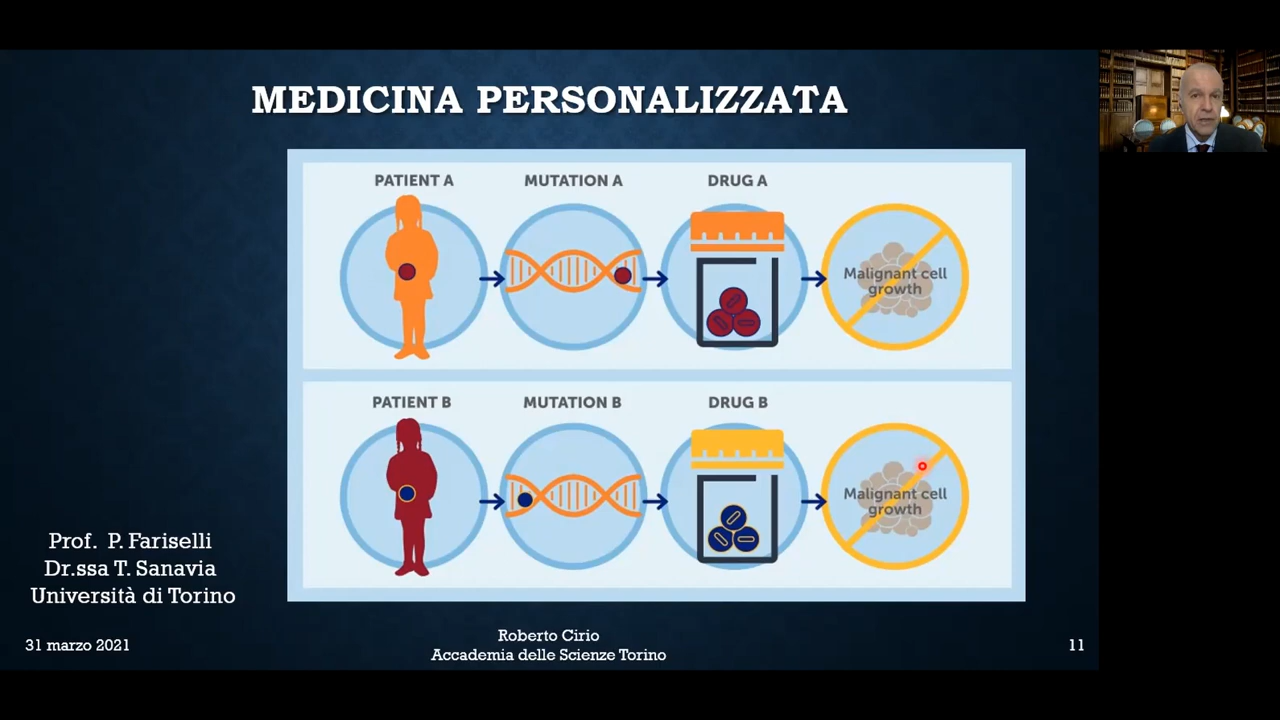 MEDICINA PERSONALIZZATA
PATIENT A
MUTATION A
DRUG A
Malignant cell
growth
PATIENT B
MUTATION B
DRUG B
Malignant cell
growth
Prof. P. Fariselli
Dr.ssa T. Sanavia
Università di Torino
31 marzo 2021
Roberto Cirio
Accademia delle Scienze Torino
11